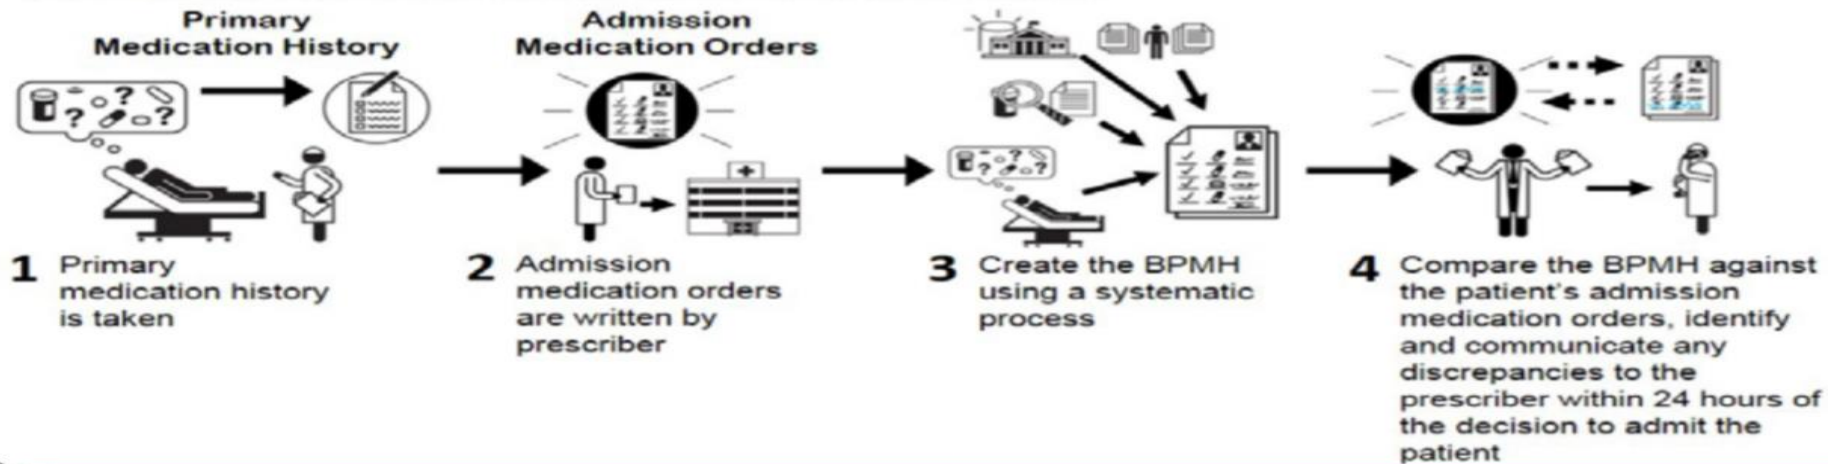 Primary
Medication History
Admission
Medication Orders
1 Primary
medication history
is taken
2 Admission
medication orders
are written by
prescriber
3 Create the BPMH
using a systematic
process
4 Compare the BPMH against
the patient's admission
medication orders, identify
and communicate any
discrepancies to the
prescriber within 24 hours of
the decision to admit the
patient